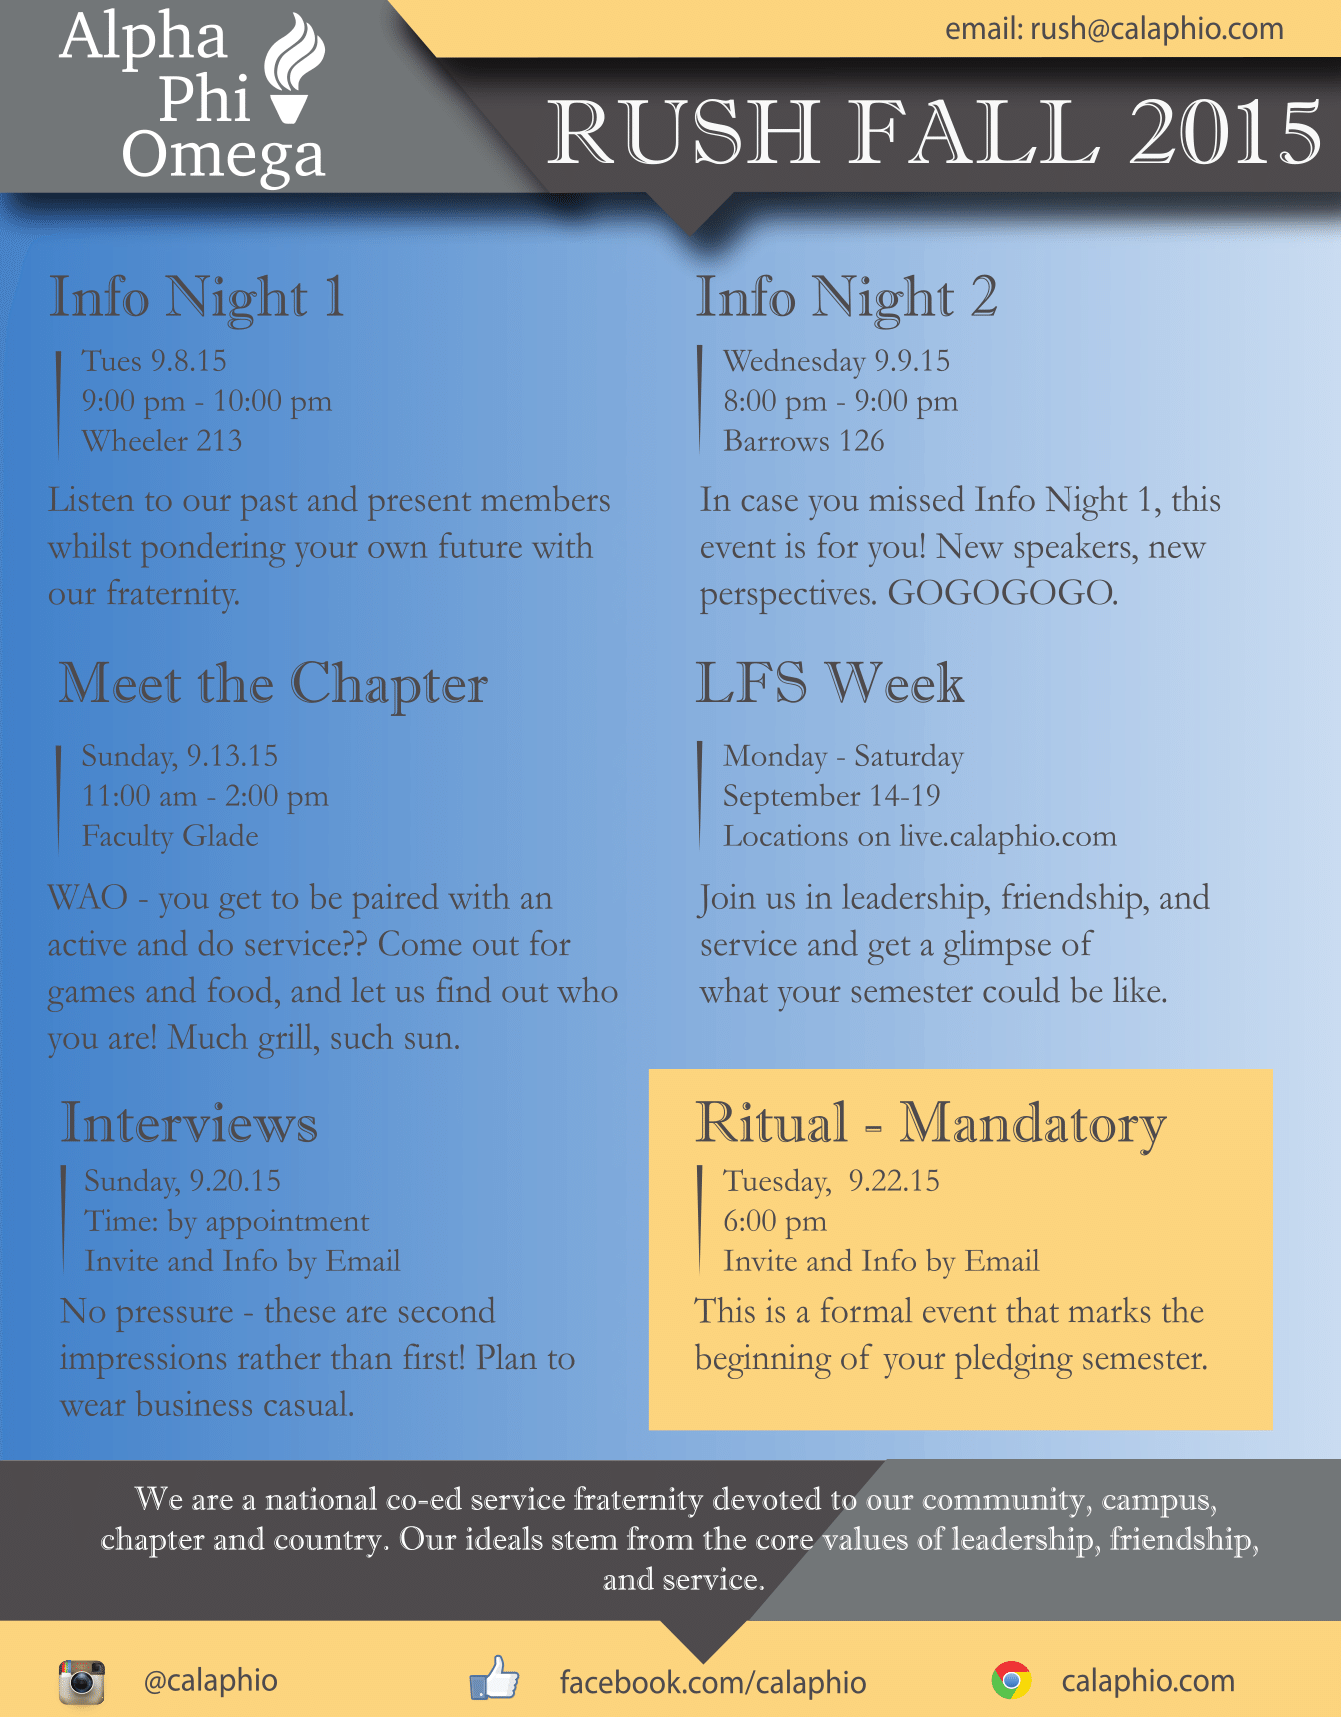 Alpha
Phi
Omega
email: rush@calaphio.com
RUSH FALL 2015
Info Night 1
Tues 9.8.15
9:00 pm - 10:00 pm
Wheeler 213
Listen to our past and present members
whilst pondering your own future with
our fraternity.
Info Night 2
Wednesday 9.9.15
8:00 pm - 9:00 pm
Barrows 126
In case you missed Info Night 1, this
event is for you! New speakers, new
perspectives. GOGOGOGO.
Meet the Chapter
Sunday, 9.13.15
11:00 am - 2:00 pm
Faculty Glade
WAO - you get to be paired with an
active and do service?? Come out for
games and food, and let us find out who
you are! Much grill, such sun.
LFS Week
Monday - Saturday
September 14-19
Locations on live.calaphio.com
Join us in leadership, friendship, and
service and get a glimpse of
what your semester could be like.
Interviews
Sunday, 9.20.15
Time: by appointment
Invite and Info by Email
No pressure - these are second
impressions rather than first! Plan to
wear business casual.
Ritual - Mandatory
Tuesday, 9.22.15
6:00 pm
Invite and Info by Email
This is a formal event that marks the
beginning of your pledging semester.
We are a national co-ed service fraternity devoted to our community, campus,
chapter and country. Our ideals stem from the core values of leadership, friendship,
and service.
@calaphio
facebook.com/calaphio
calaphio.com